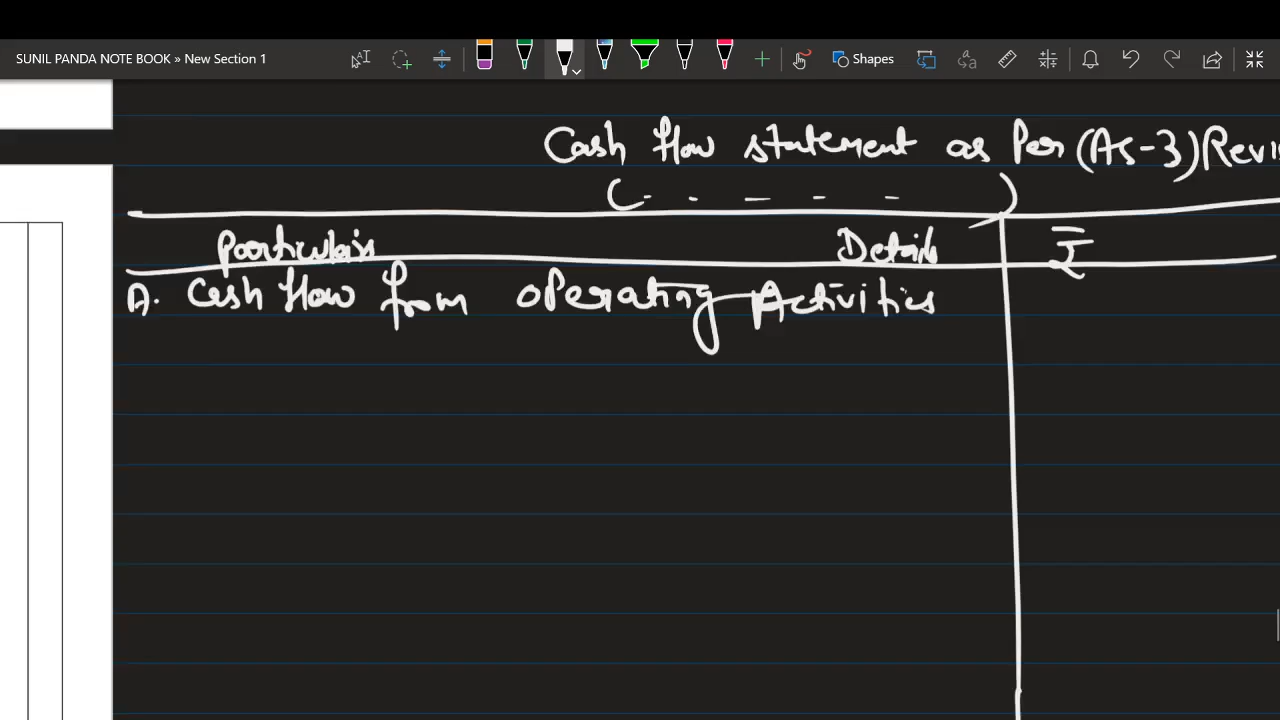 SUNIL PANDA NOTE BOOK » New Section 1
Shapes
Cash flow statement as Per (AS-3) Revi
(- - - - -)
Particulars Details ₹
A. Cash flow from operating Activities